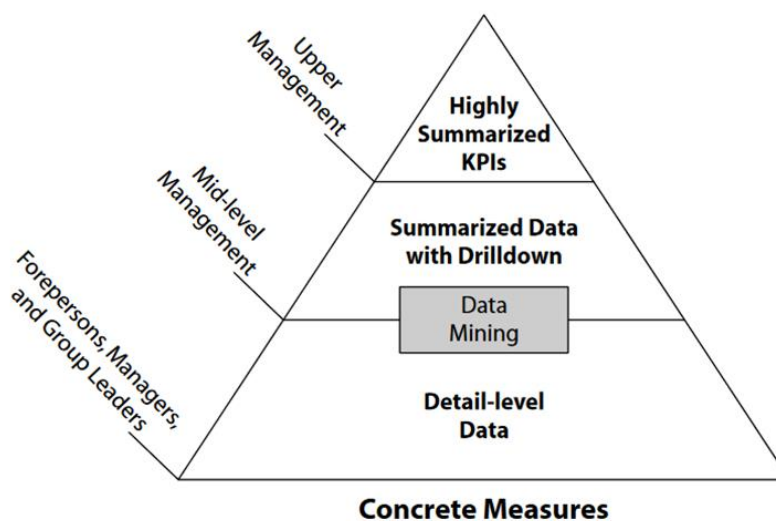 Upper
Management
Highly
Summarized
KPIs
Mid-level
Management
Summarized Data
with Drilldown
Data
Mining
Forepersons, Managers,
and Group Leaders
Detail-level
Data
Concrete Measures